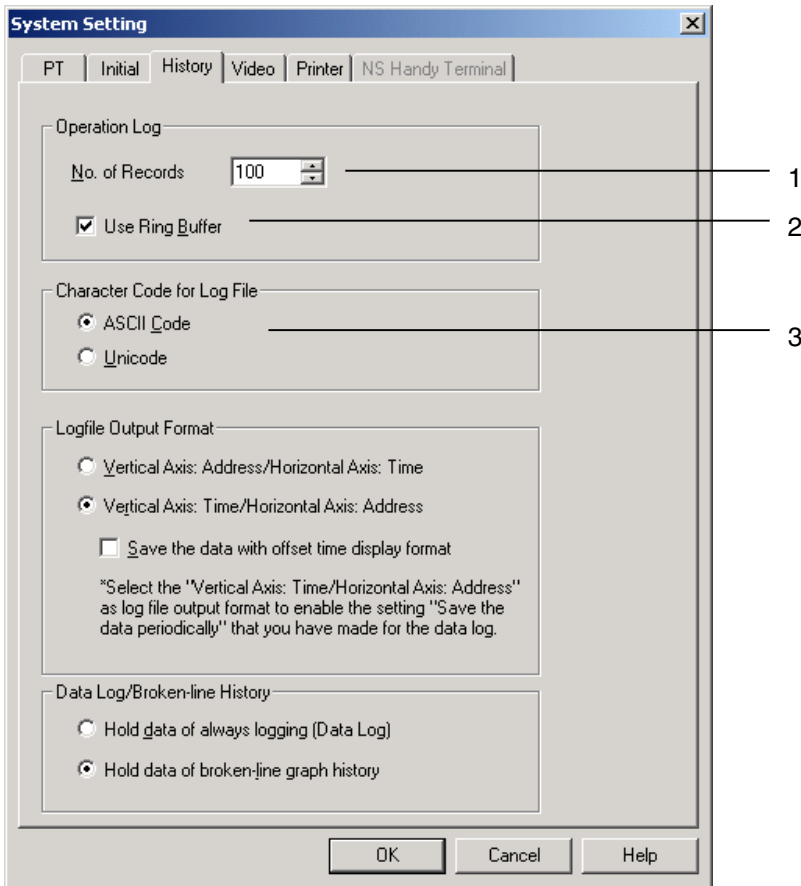 System Setting
PT Initial History Video Printer NS Handy Terminal
Operation Log
No. of Records 100
1
Use Ring Buffer
2
Character Code for Log File
ASCII Code
3
Unicode
Logfile Output Format
Vertical Axis: Address/Horizontal Axis: Time
Vertical Axis: Time/Horizontal Axis: Address
Save the data with offset time display format
*Select the "Vertical Axis: Time/Horizontal Axis: Address"
as log file output format to enable the setting "Save the
data periodically" that you have made for the data log.
Data Log/Broken-line History
Hold data of always logging (Data Log)
Hold data of broken-line graph history
OK Cancel Help